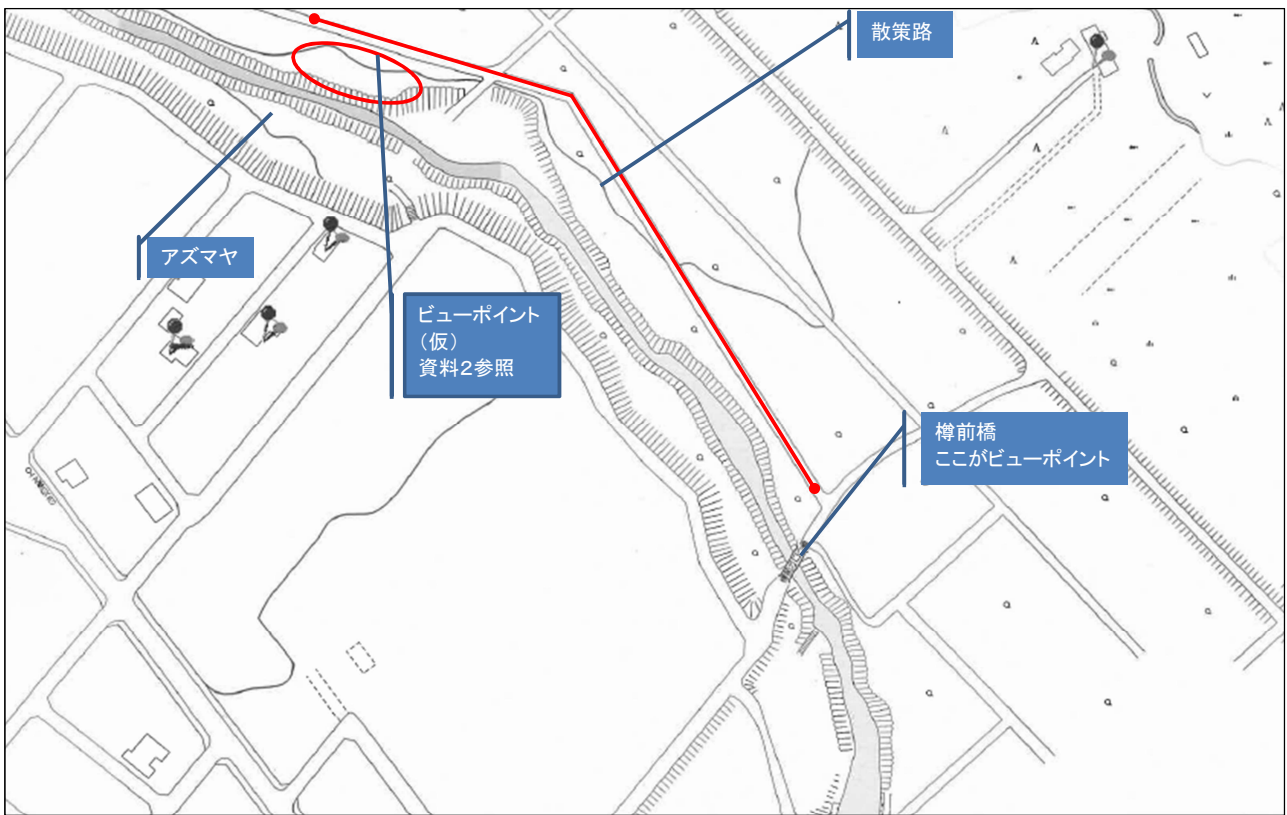 散策路
アズマヤ
ビューポイント
（仮）
資料２参照
樽前橋
ここがビューポイント